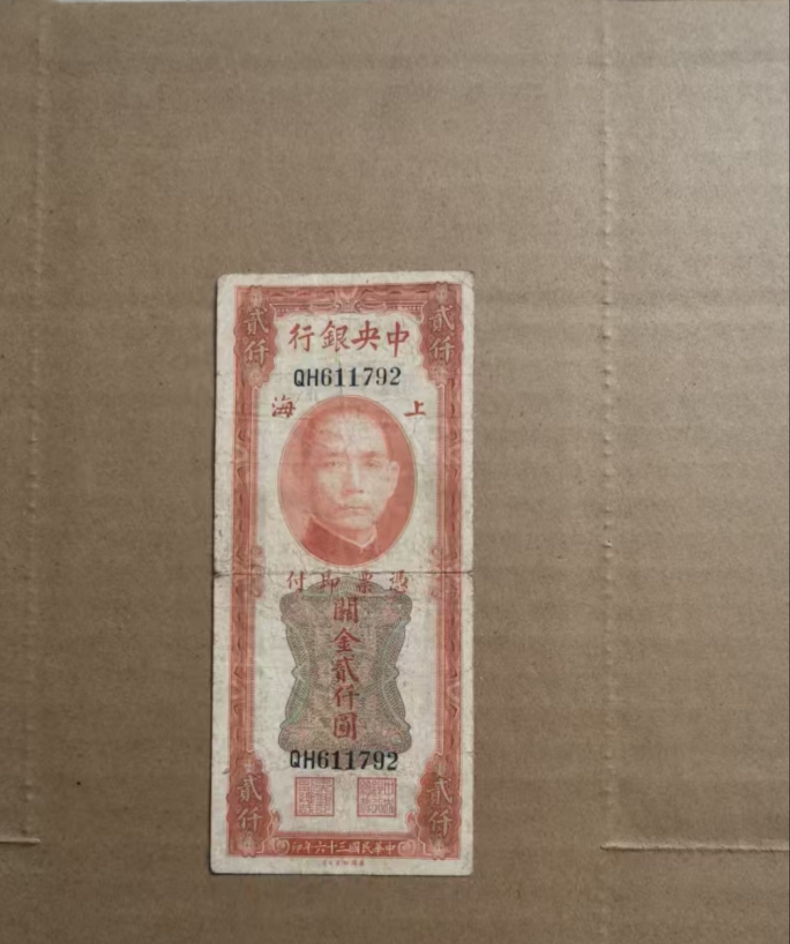 中央銀行
貳仟
貳仟
QH611792
上海
憑票即付
關金貳仟圓
QH611792
貳仟
貳仟
中華民國三十六年印